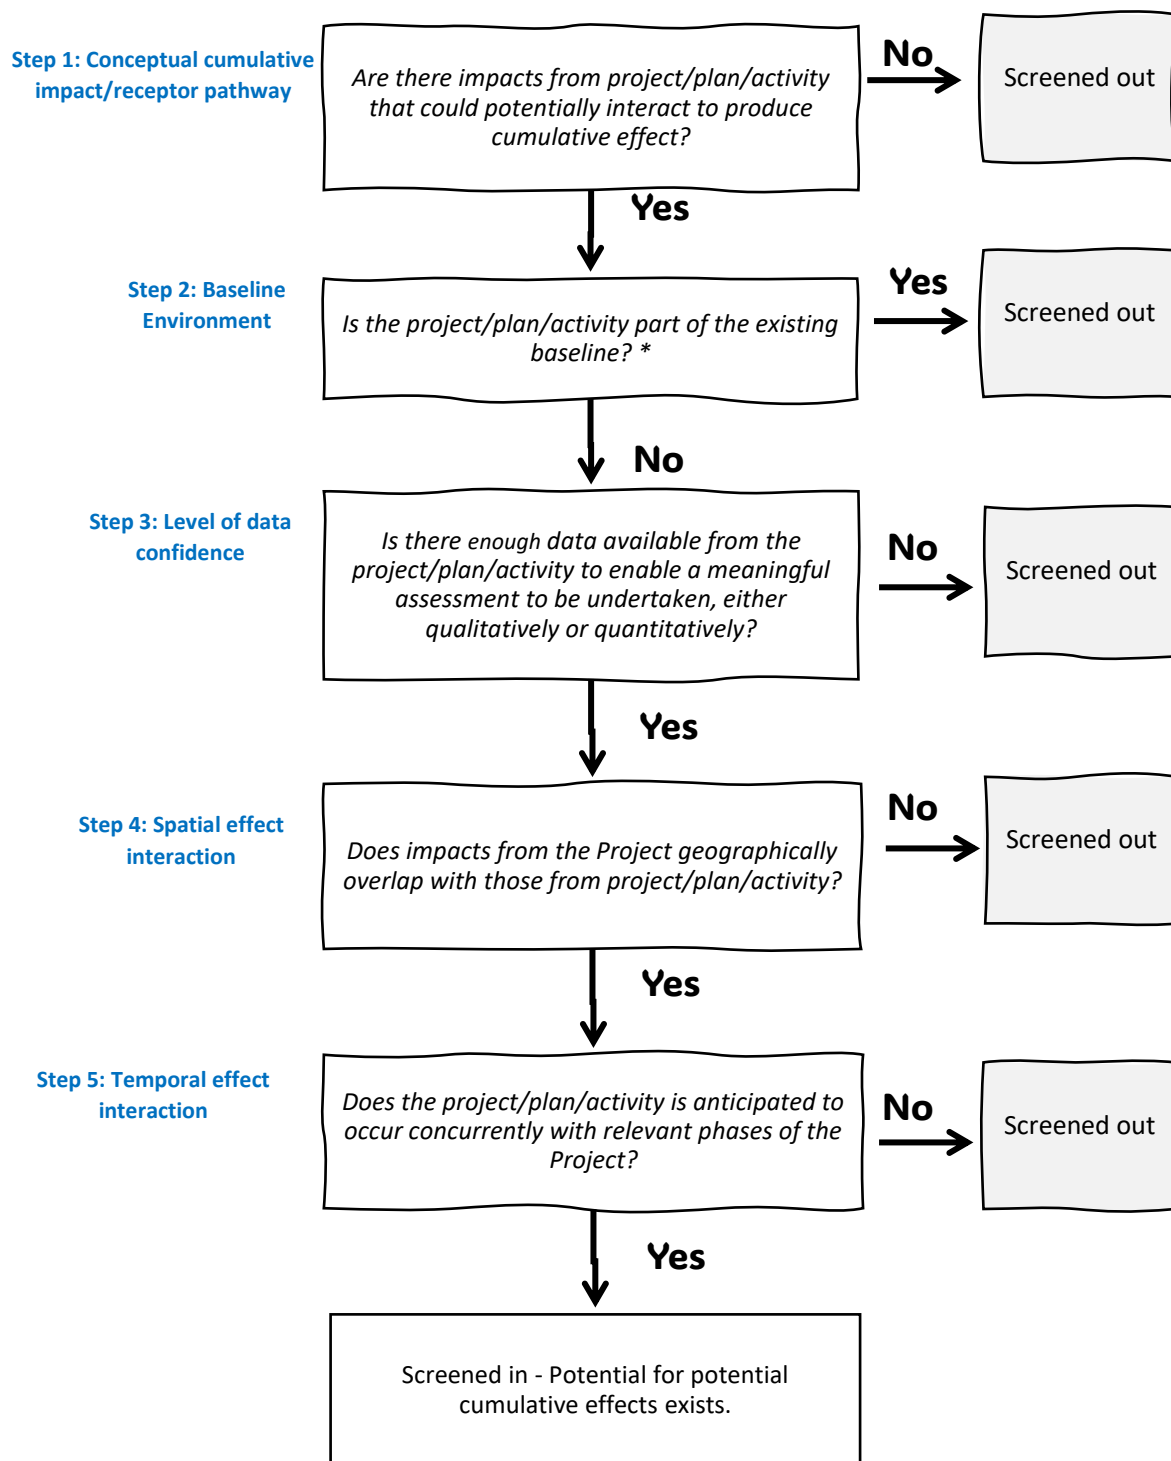 Step 1: Conceptual cumulative
impact/receptor pathway
Are there impacts from project/plan/activity
that could potentially interact to produce
cumulative effect?
No
Screened out
Yes
Step 2: Baseline
Environment
Is the project/plan/activity part of the existing
baseline? *
Yes
Screened out
No
Step 3: Level of data
confidence
Is there enough data available from the
project/plan/activity to enable a meaningful
assessment to be undertaken, either
qualitatively or quantitatively?
No
Screened out
Yes
Step 4: Spatial effect
interaction
Does impacts from the Project geographically
overlap with those from project/plan/activity?
No
Screened out
Yes
Step 5: Temporal effect
interaction
Does the project/plan/activity is anticipated to
occur concurrently with relevant phases of the
Project?
No
Screened out
Yes
Screened in - Potential for potential
cumulative effects exists.